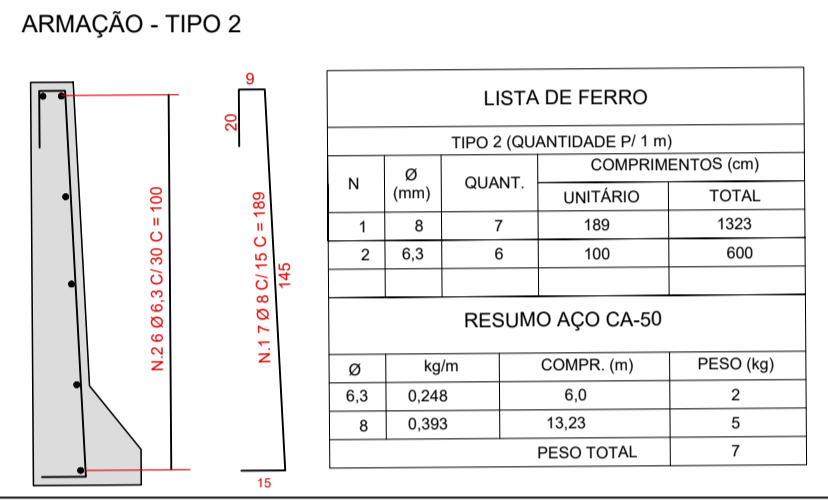 ARMAÇÃO - TIPO 2
9
20
N.2 6 Ø 6,3 C/ 30 C = 100
N.1 7 Ø 8 C/ 15 C = 189
145
15
LISTA DE FERRO
TIPO 2 (QUANTIDADE P/ 1 m)
N Ø (mm) QUANT. COMPRIMENTOS (cm)
UNITÁRIO TOTAL
1 8 7 189 1323
2 6,3 6 100 600
RESUMO AÇO CA-50
Ø kg/m COMPR. (m) PESO (kg)
6,3 0,248 6,0 2
8 0,393 13,23 5
PESO TOTAL 7